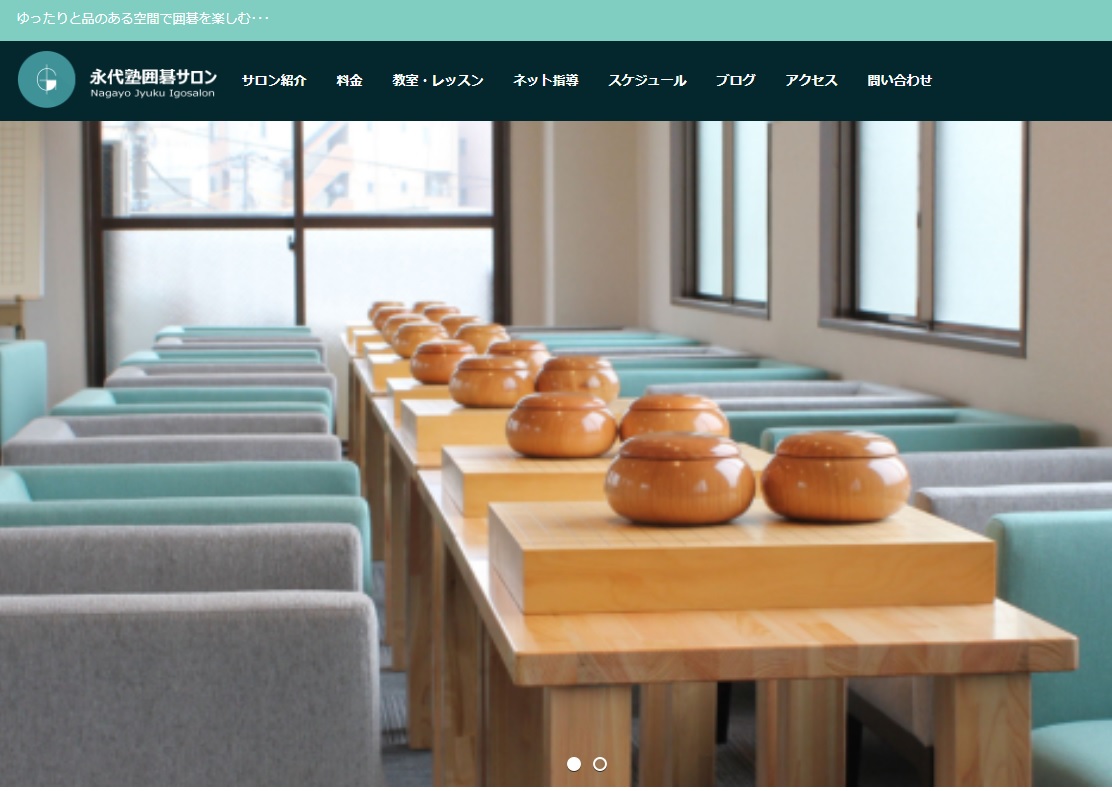 ゆったりと品のある空間で囲碁を楽しむ･･･
永代塾囲碁サロン
Nagayo Jyuku Igosalon
サロン紹介 料金 教室・レッスン ネット指導 スケジュール ブログ アクセス 問い合わせ